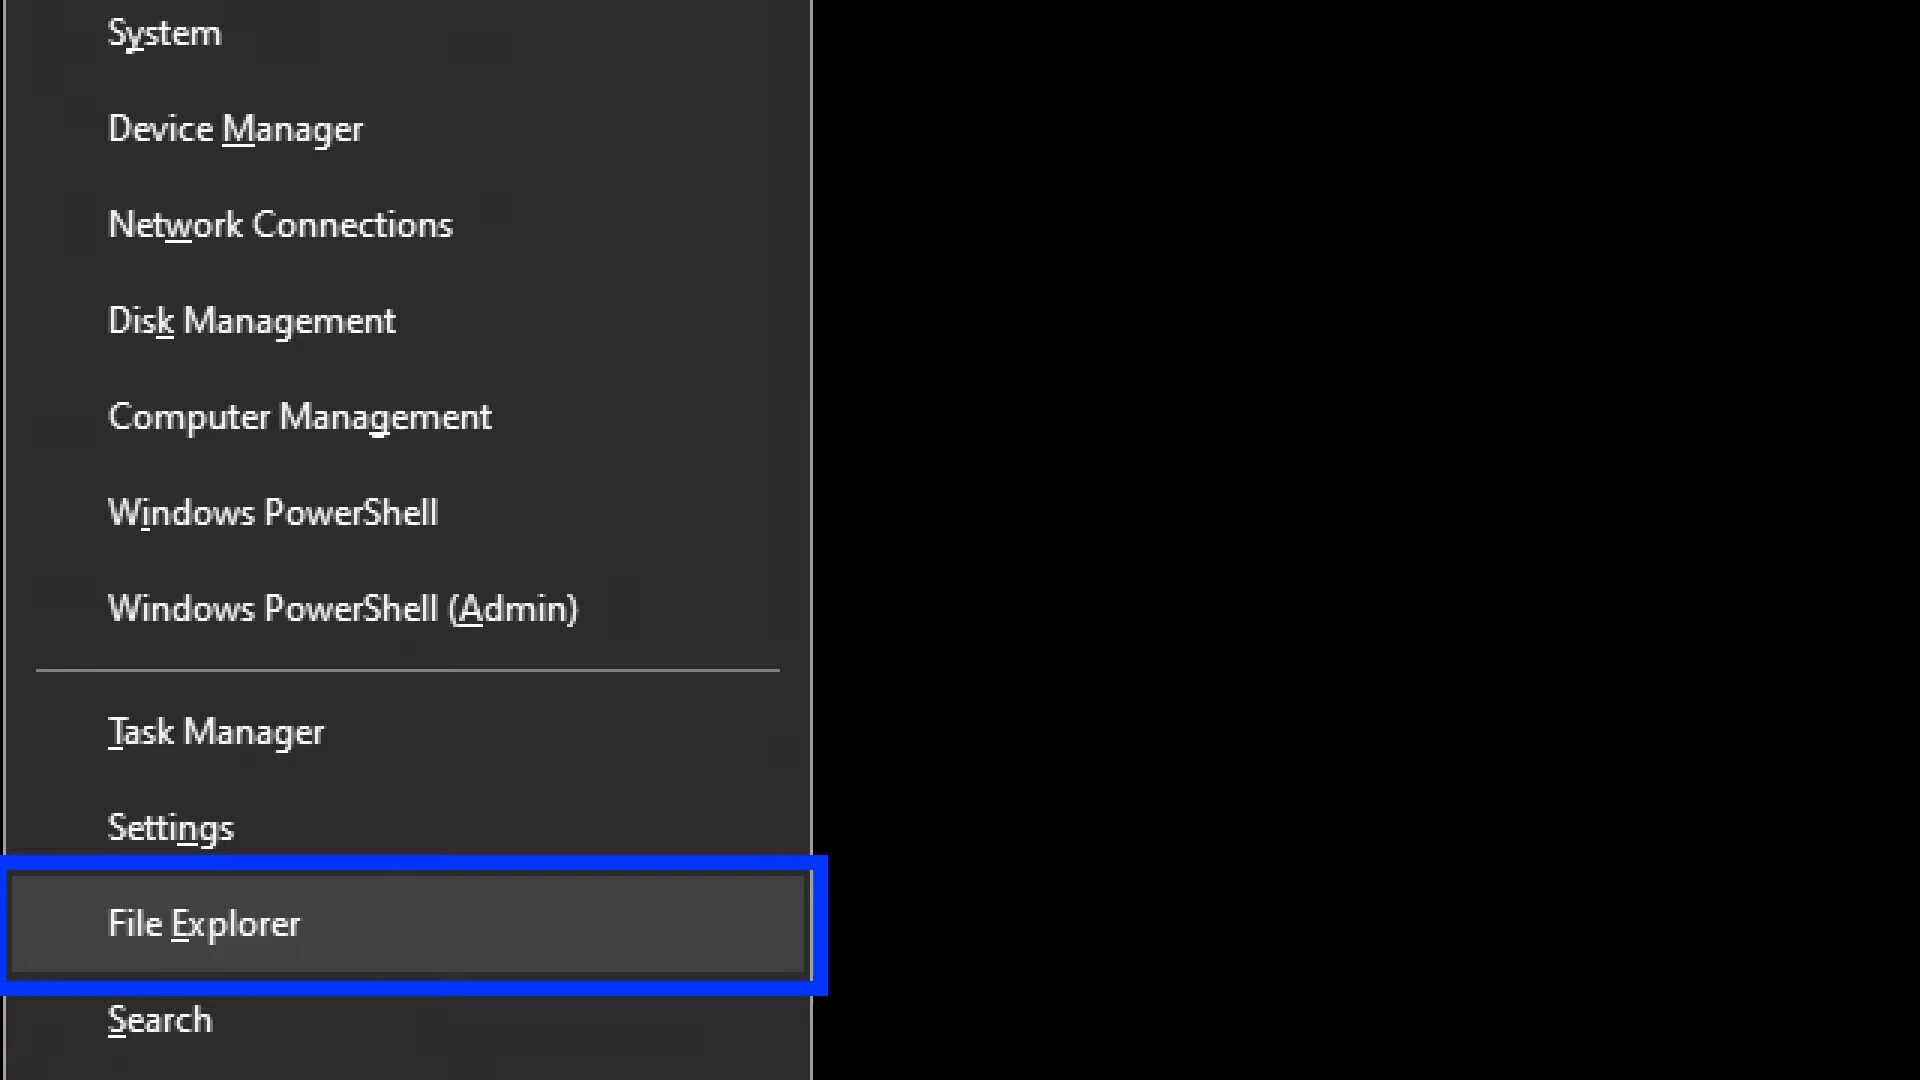 System
Device Manager
Network Connections
Disk Management
Computer Management
Windows PowerShell
Windows PowerShell (Admin)
Task Manager
Settings
File Explorer
Search